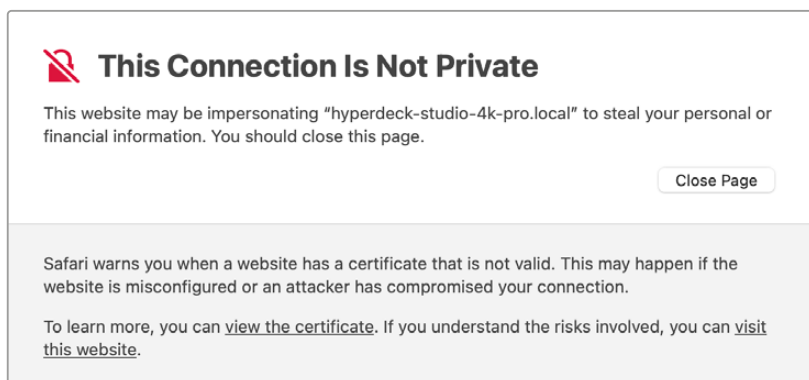 This Connection Is Not Private
This website may be impersonating “hyperdeck-studio-4k-pro.local” to steal your personal or
financial information. You should close this page.
Close Page
Safari warns you when a website has a certificate that is not valid. This may happen if the
website is misconfigured or an attacker has compromised your connection.
To learn more, you can view the certificate. If you understand the risks involved, you can visit
this website.